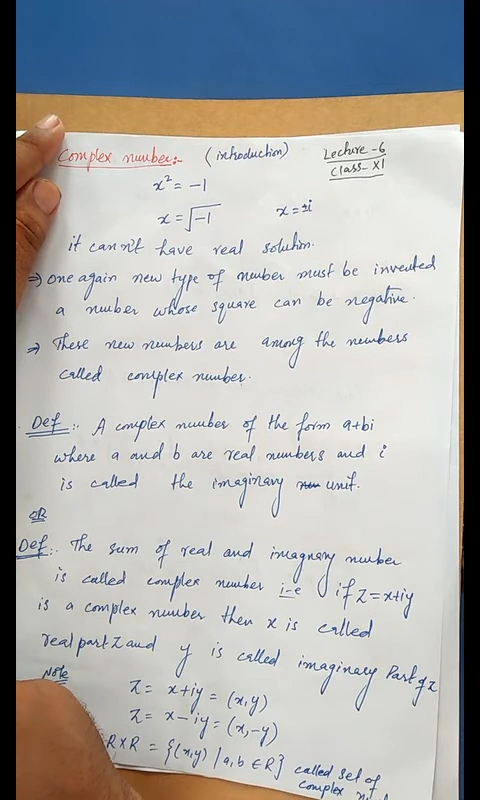 Complex number:- (introduction) Lecture-6
Class-XI
x² = -1
x = √-1 x = ±i
it can't have real solution.
⇒ one again new type of number must be invented
a number whose square can be negative.
⇒ These new numbers are among the numbers
called complex number.
Def:. A complex number of the form a+bi
where a and b are real numbers and i
is called the imaginary unit.
OR
Def:. The sum of real and imagnary number
is called complex number i-e if Z = x+iy
is a complex number then x is called
real part Z and y is called imaginary Part of Z
Note
Z = x+iy = (x,y)
Z = x-iy = (x,-y)
R×R = {(x,y) / a,b ∈ R} called set of
complex